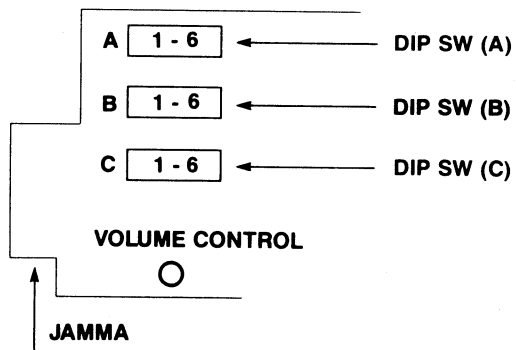 A 1 - 6 DIP SW (A)
B 1 - 6 DIP SW (B)
C 1 - 6 DIP SW (C)
VOLUME CONTROL
JAMMA